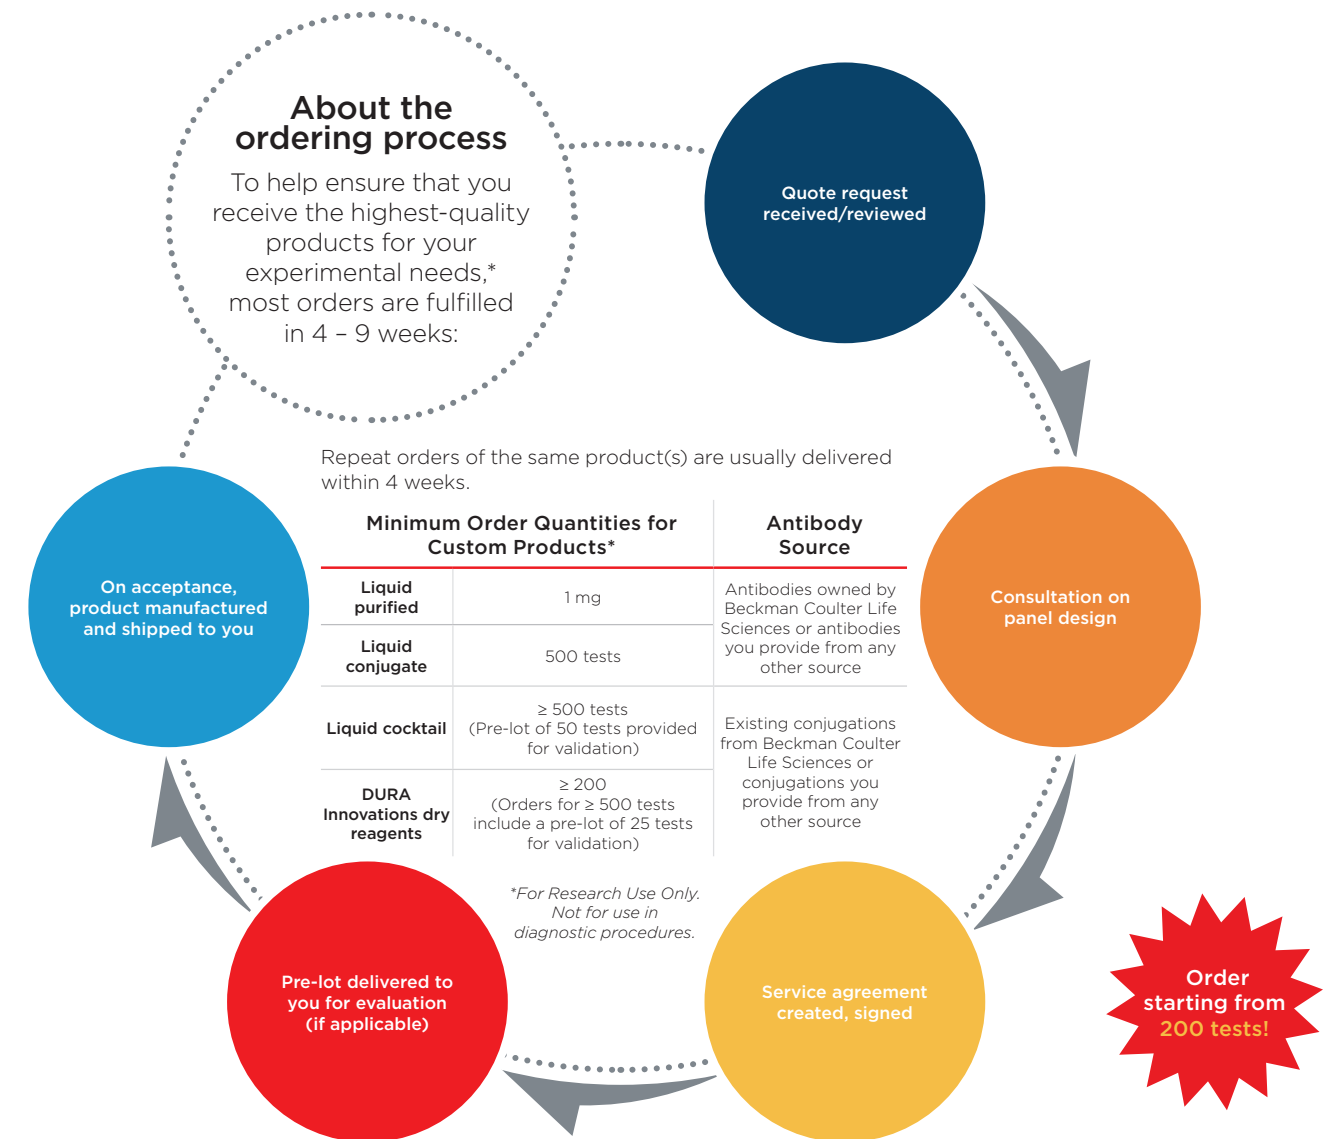 About the
ordering process
To help ensure that you
receive the highest-quality
products for your
experimental needs,*
most orders are fulfilled
in 4 – 9 weeks:
Quote request
received/reviewed
Consultation on
panel design
Service agreement
created, signed
Pre-lot delivered to
you for evaluation
(if applicable)
On acceptance,
product manufactured
and shipped to you
Repeat orders of the same product(s) are usually delivered
within 4 weeks.
Minimum Order Quantities for
Custom Products*
Antibody
Source
Liquid
purified
1 mg
Antibodies owned by
Beckman Coulter Life
Sciences or antibodies
you provide from any
other source
Liquid
conjugate
500 tests
Liquid cocktail
≥ 500 tests
(Pre-lot of 50 tests provided
for validation)
Existing conjugations
from Beckman Coulter
Life Sciences or
conjugations you
provide from any
other source
DURA
Innovations dry
reagents
≥ 200
(Orders for ≥ 500 tests
include a pre-lot of 25 tests
for validation)
*For Research Use Only.
Not for use in
diagnostic procedures.
Order
starting from
200 tests!